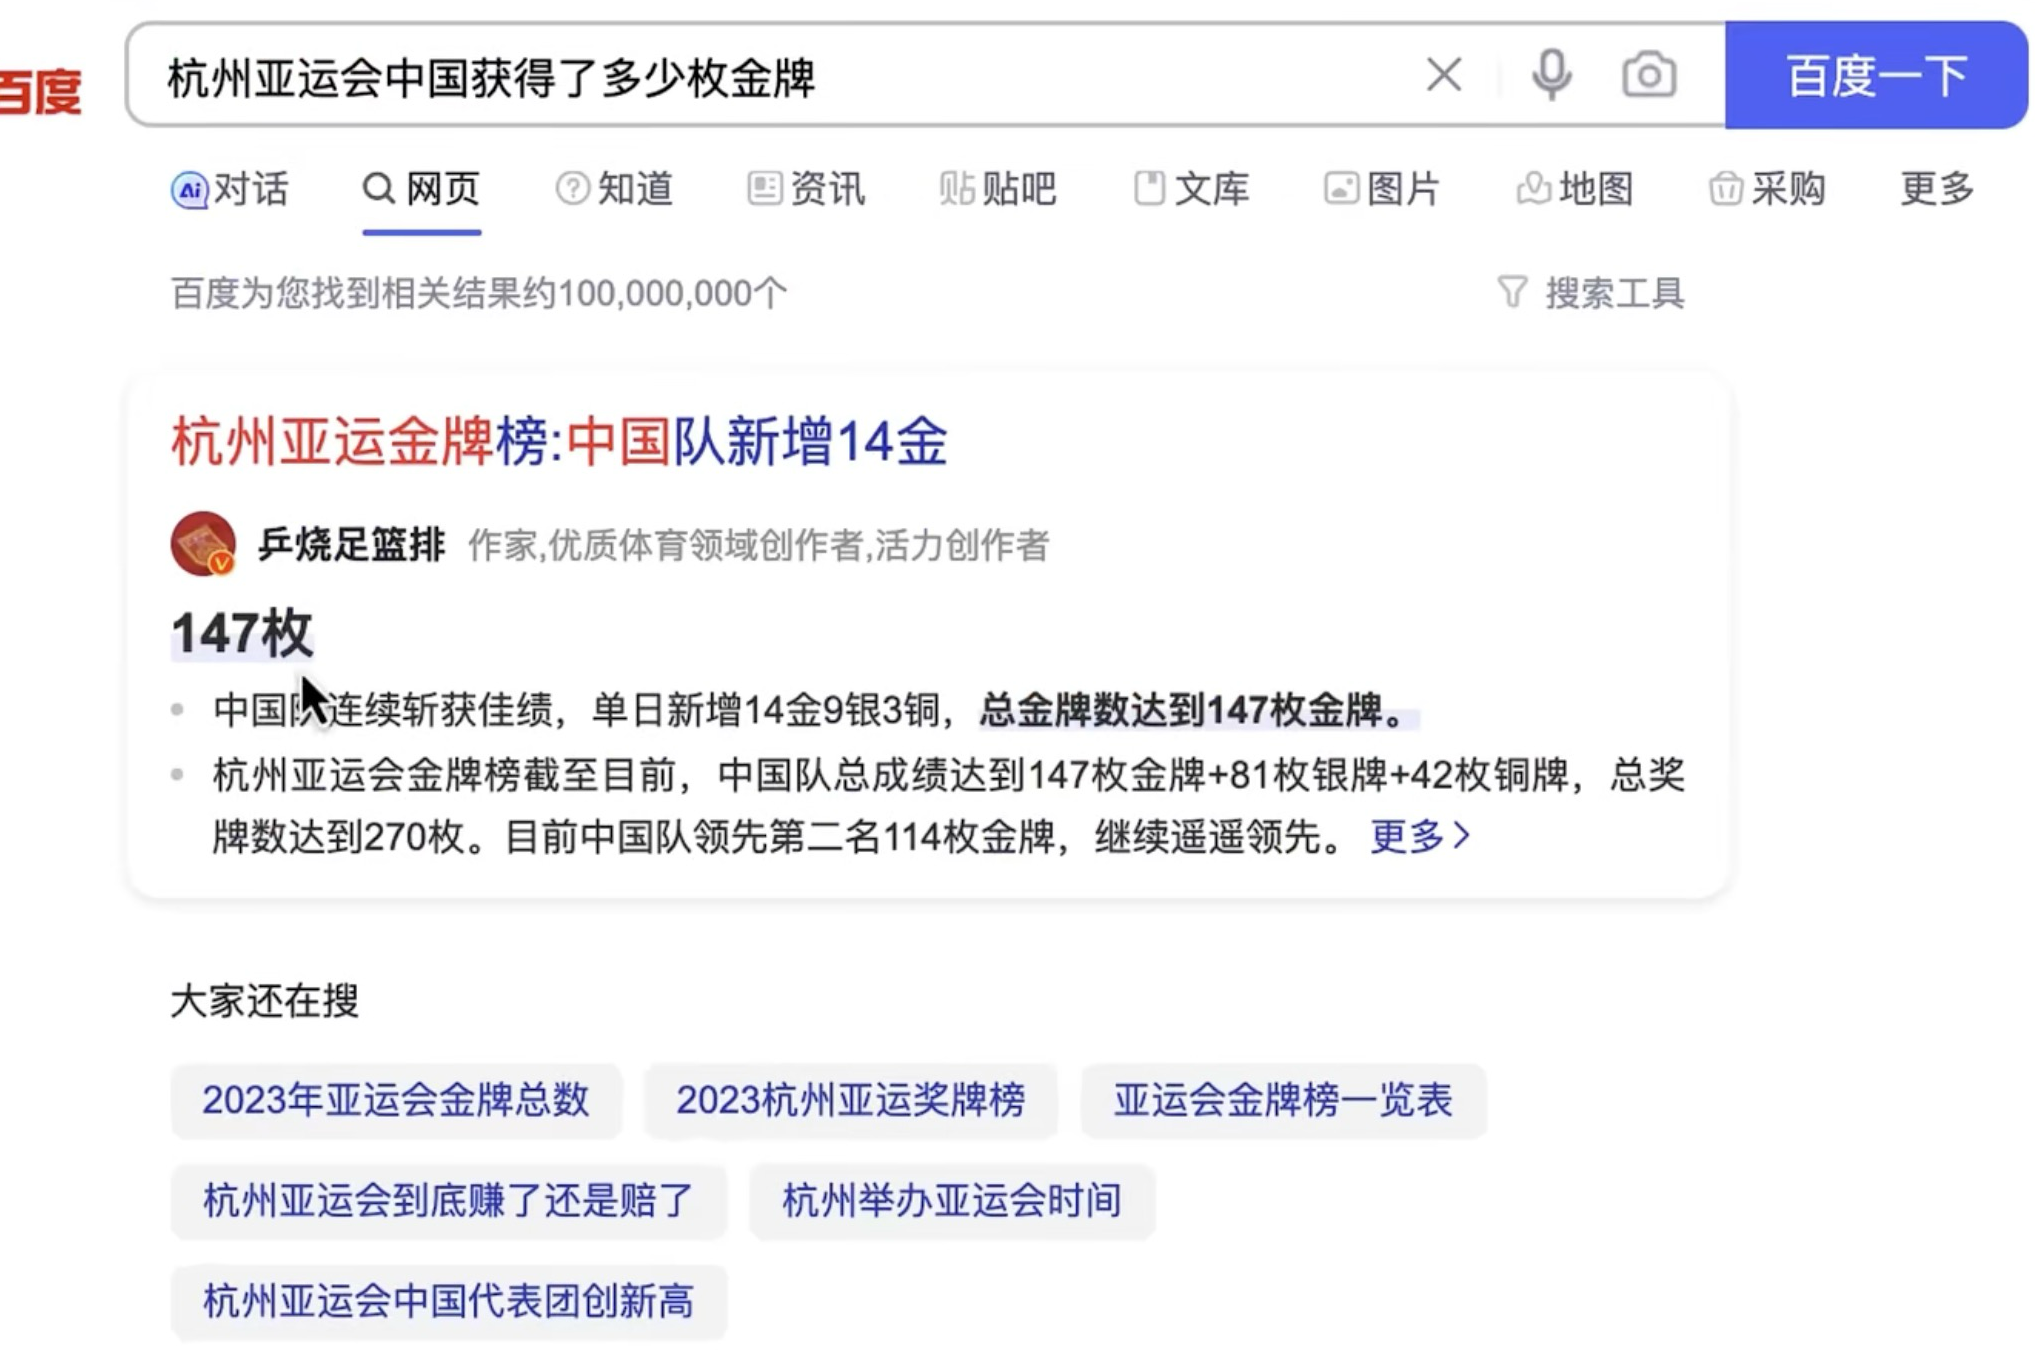 百度
杭州亚运会中国获得了多少枚金牌
百度一下
Ai对话 网页 知道 资讯 贴吧 文库 图片 地图 采购 更多
百度为您找到相关结果约100,000,000个
搜索工具
杭州亚运金牌榜:中国队新增14金
乒烧足篮排 作家,优质体育领域创作者,活力创作者
147枚
中国队连续斩获佳绩，单日新增14金9银3铜，总金牌数达到147枚金牌。
杭州亚运会金牌榜截至目前，中国队总成绩达到147枚金牌+81枚银牌+42枚铜牌，总奖
牌数达到270枚。目前中国队领先第二名114枚金牌，继续遥遥领先。 更多>
大家还在搜
2023年亚运会金牌总数 2023杭州亚运奖牌榜 亚运会金牌榜一览表
杭州亚运会到底赚了还是赔了 杭州举办亚运会时间
杭州亚运会中国代表团创新高